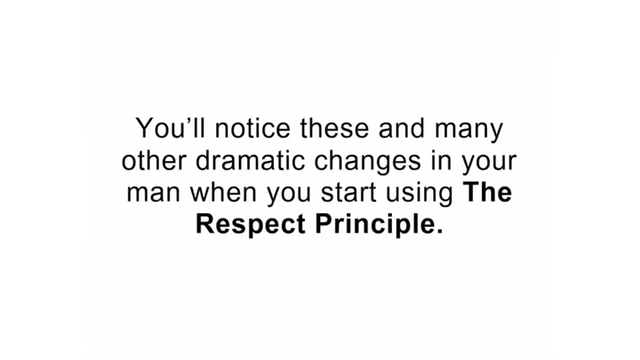 You’ll notice these and many
other dramatic changes in your
man when you start using The
Respect Principle.